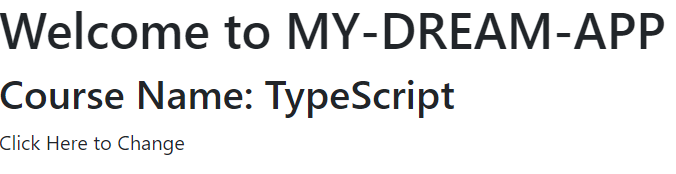 Welcome to MY-DREAM-APP
Course Name: TypeScript
Click Here to Change